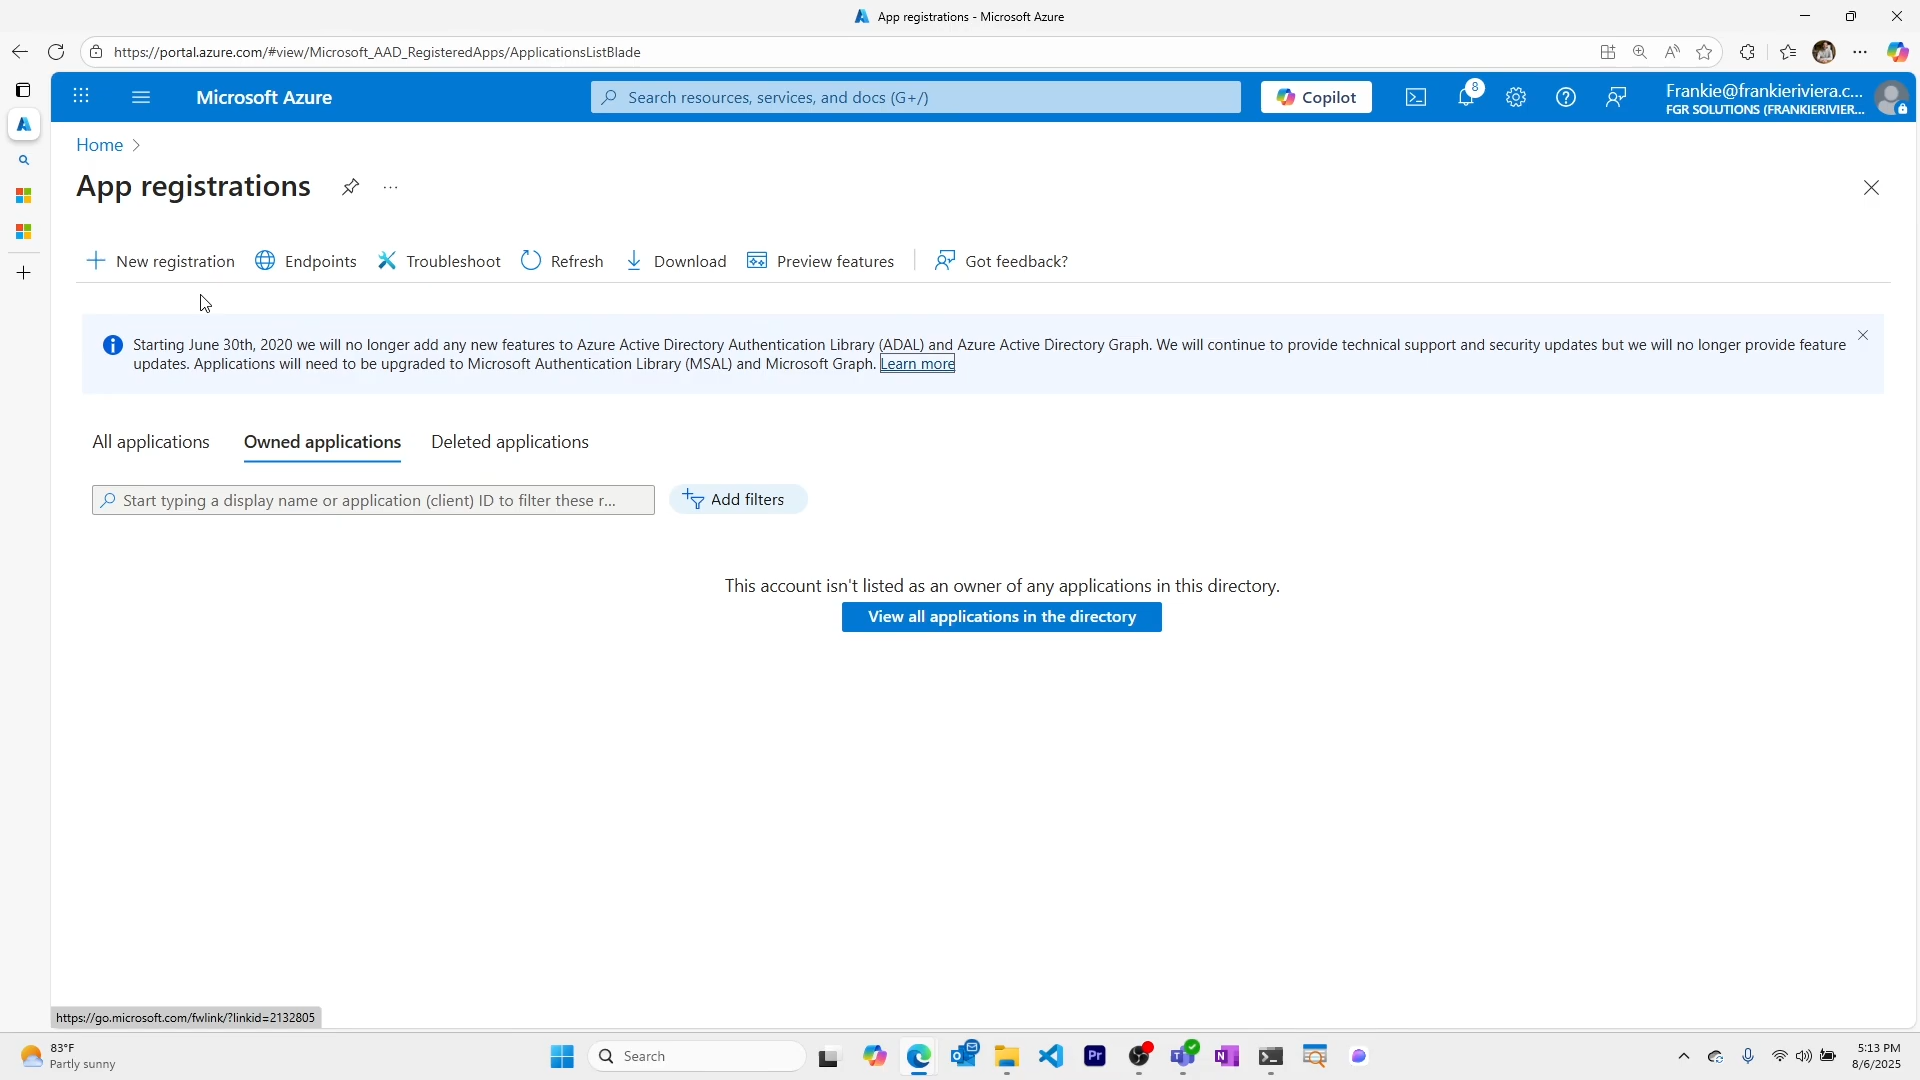 App registrations - Microsoft Azure
https://portal.azure.com/#view/Microsoft_AAD_RegisteredApps/ApplicationsListBlade
Microsoft Azure
Search resources, services, and docs (G+/)
Copilot
8
Frankie@frankieriviera.c...
FGR SOLUTIONS (FRANKIERIVIER...
Home
App registrations
New registration
Endpoints
Troubleshoot
Refresh
Download
Preview features
Got feedback?
Starting June 30th, 2020 we will no longer add any new features to Azure Active Directory Authentication Library (ADAL) and Azure Active Directory Graph. We will continue to provide technical support and security updates but we will no longer provide feature
updates. Applications will need to be upgraded to Microsoft Authentication Library (MSAL) and Microsoft Graph. Learn more
All applications
Owned applications
Deleted applications
Start typing a display name or application (client) ID to filter these r...
Add filters
This account isn't listed as an owner of any applications in this directory.
View all applications in the directory
https://go.microsoft.com/fwlink/?linkid=2132805
83°F
Partly sunny
Search
Pr
5:13 PM
8/6/2025